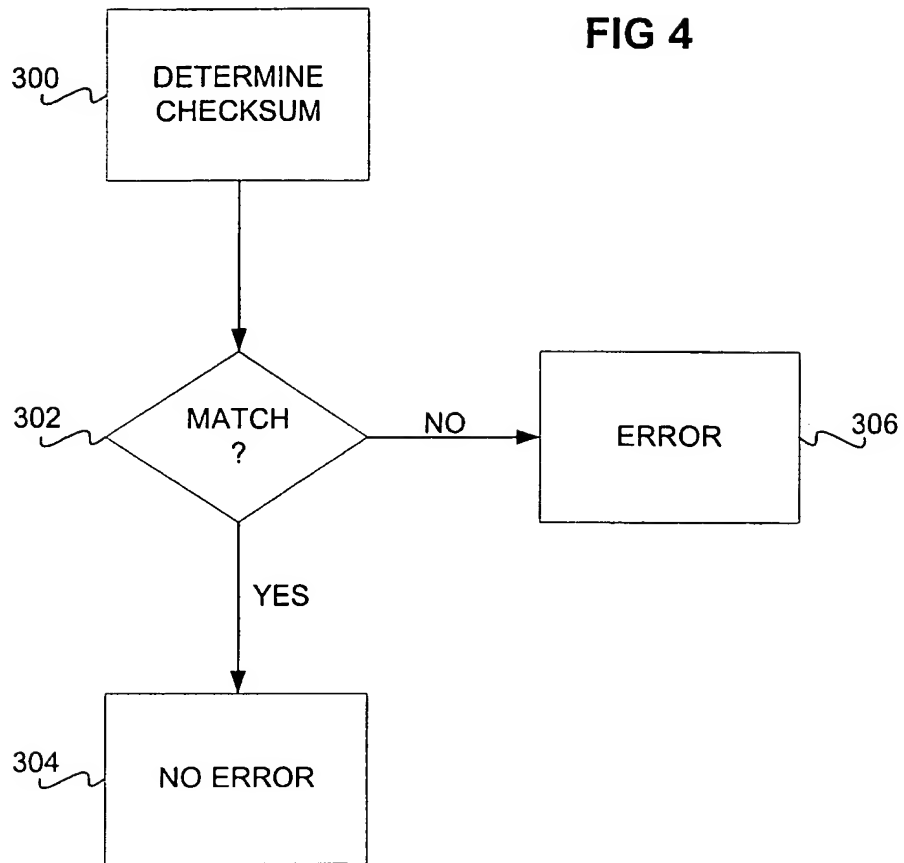 FIG 4
300
DETERMINE
CHECKSUM
302
MATCH
?
NO
ERROR
306
YES
304
NO ERROR